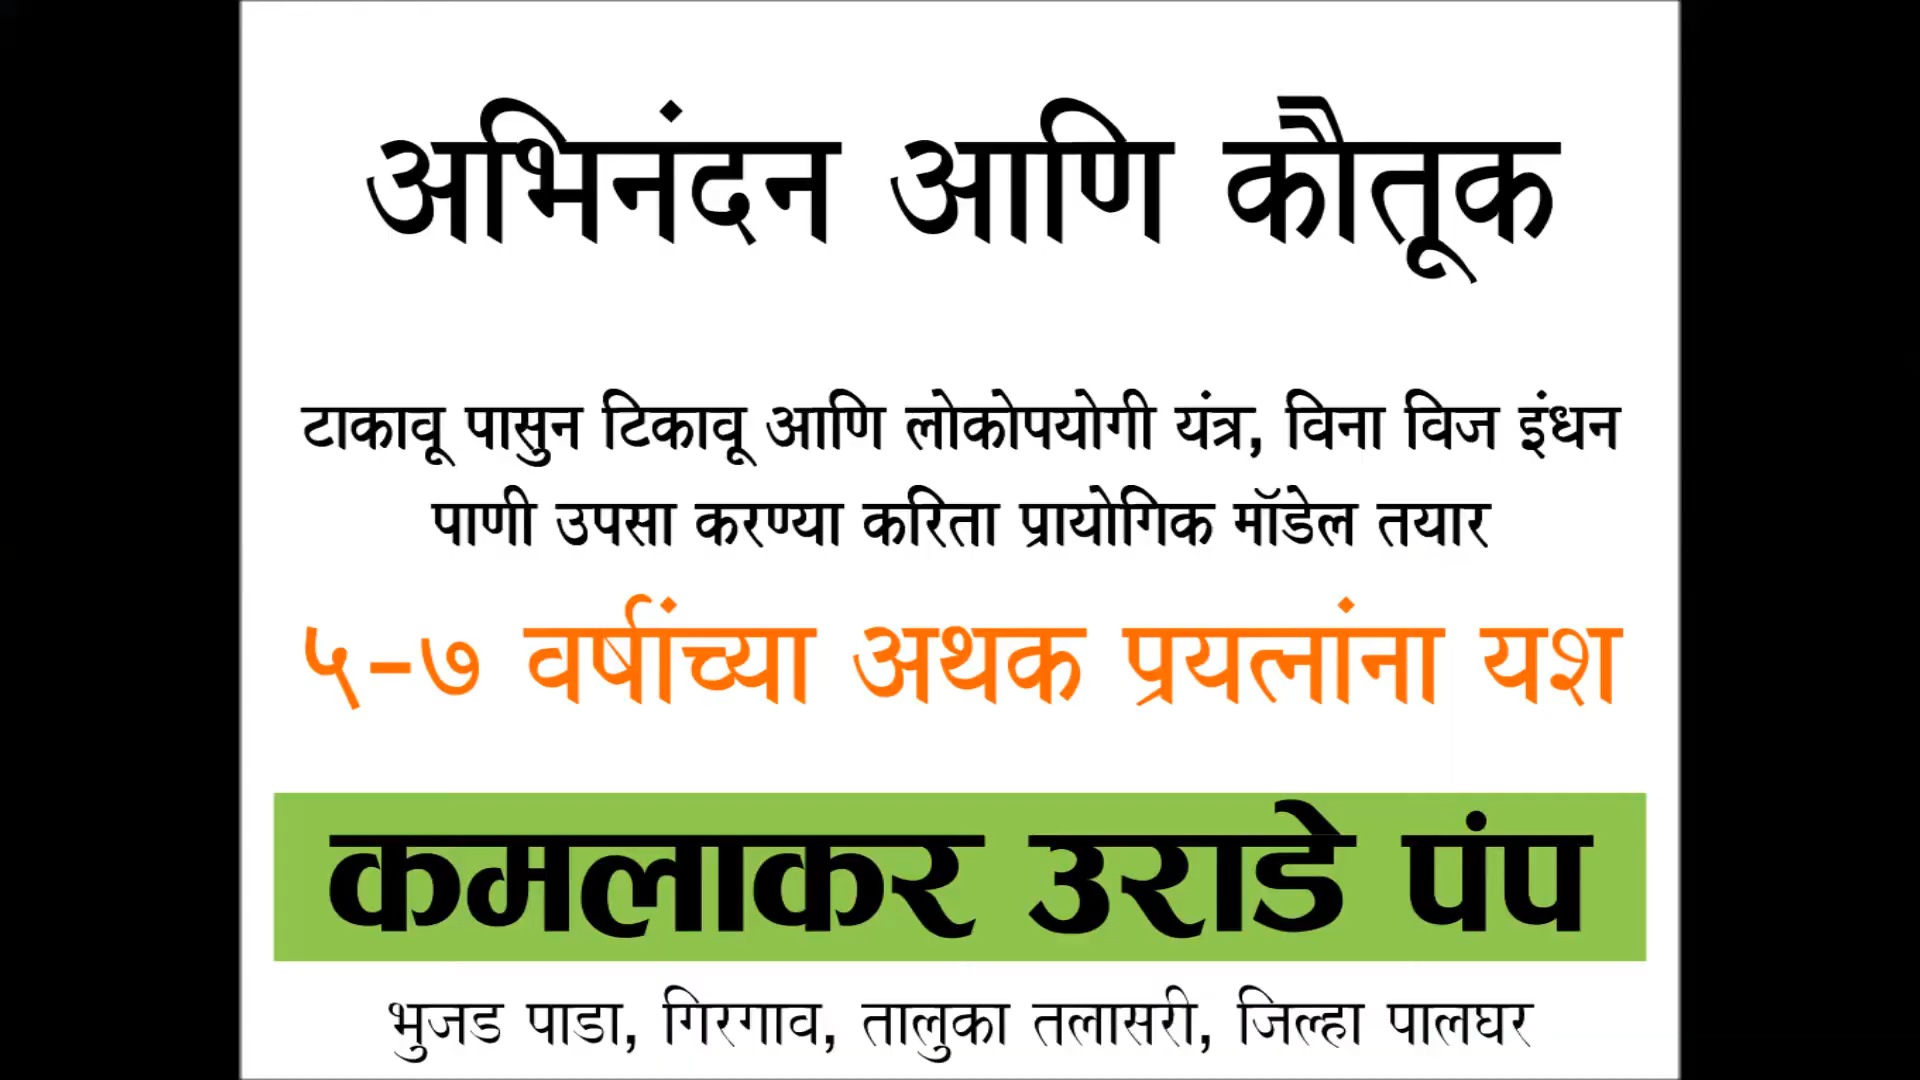 अभिनंदन आणि कौतूक
टाकावू पासुन टिकावू आणि लोकोपयोगी यंत्र, विना विज इंधन
पाणी उपसा करण्या करिता प्रायोगिक मॉडेल तयार
५-७ वर्षांच्या अथक प्रयत्नांना यश
कमलाकर उराडे पंप
भुजड पाडा, गिरगाव, तालुका तलासरी, जिल्हा पालघर